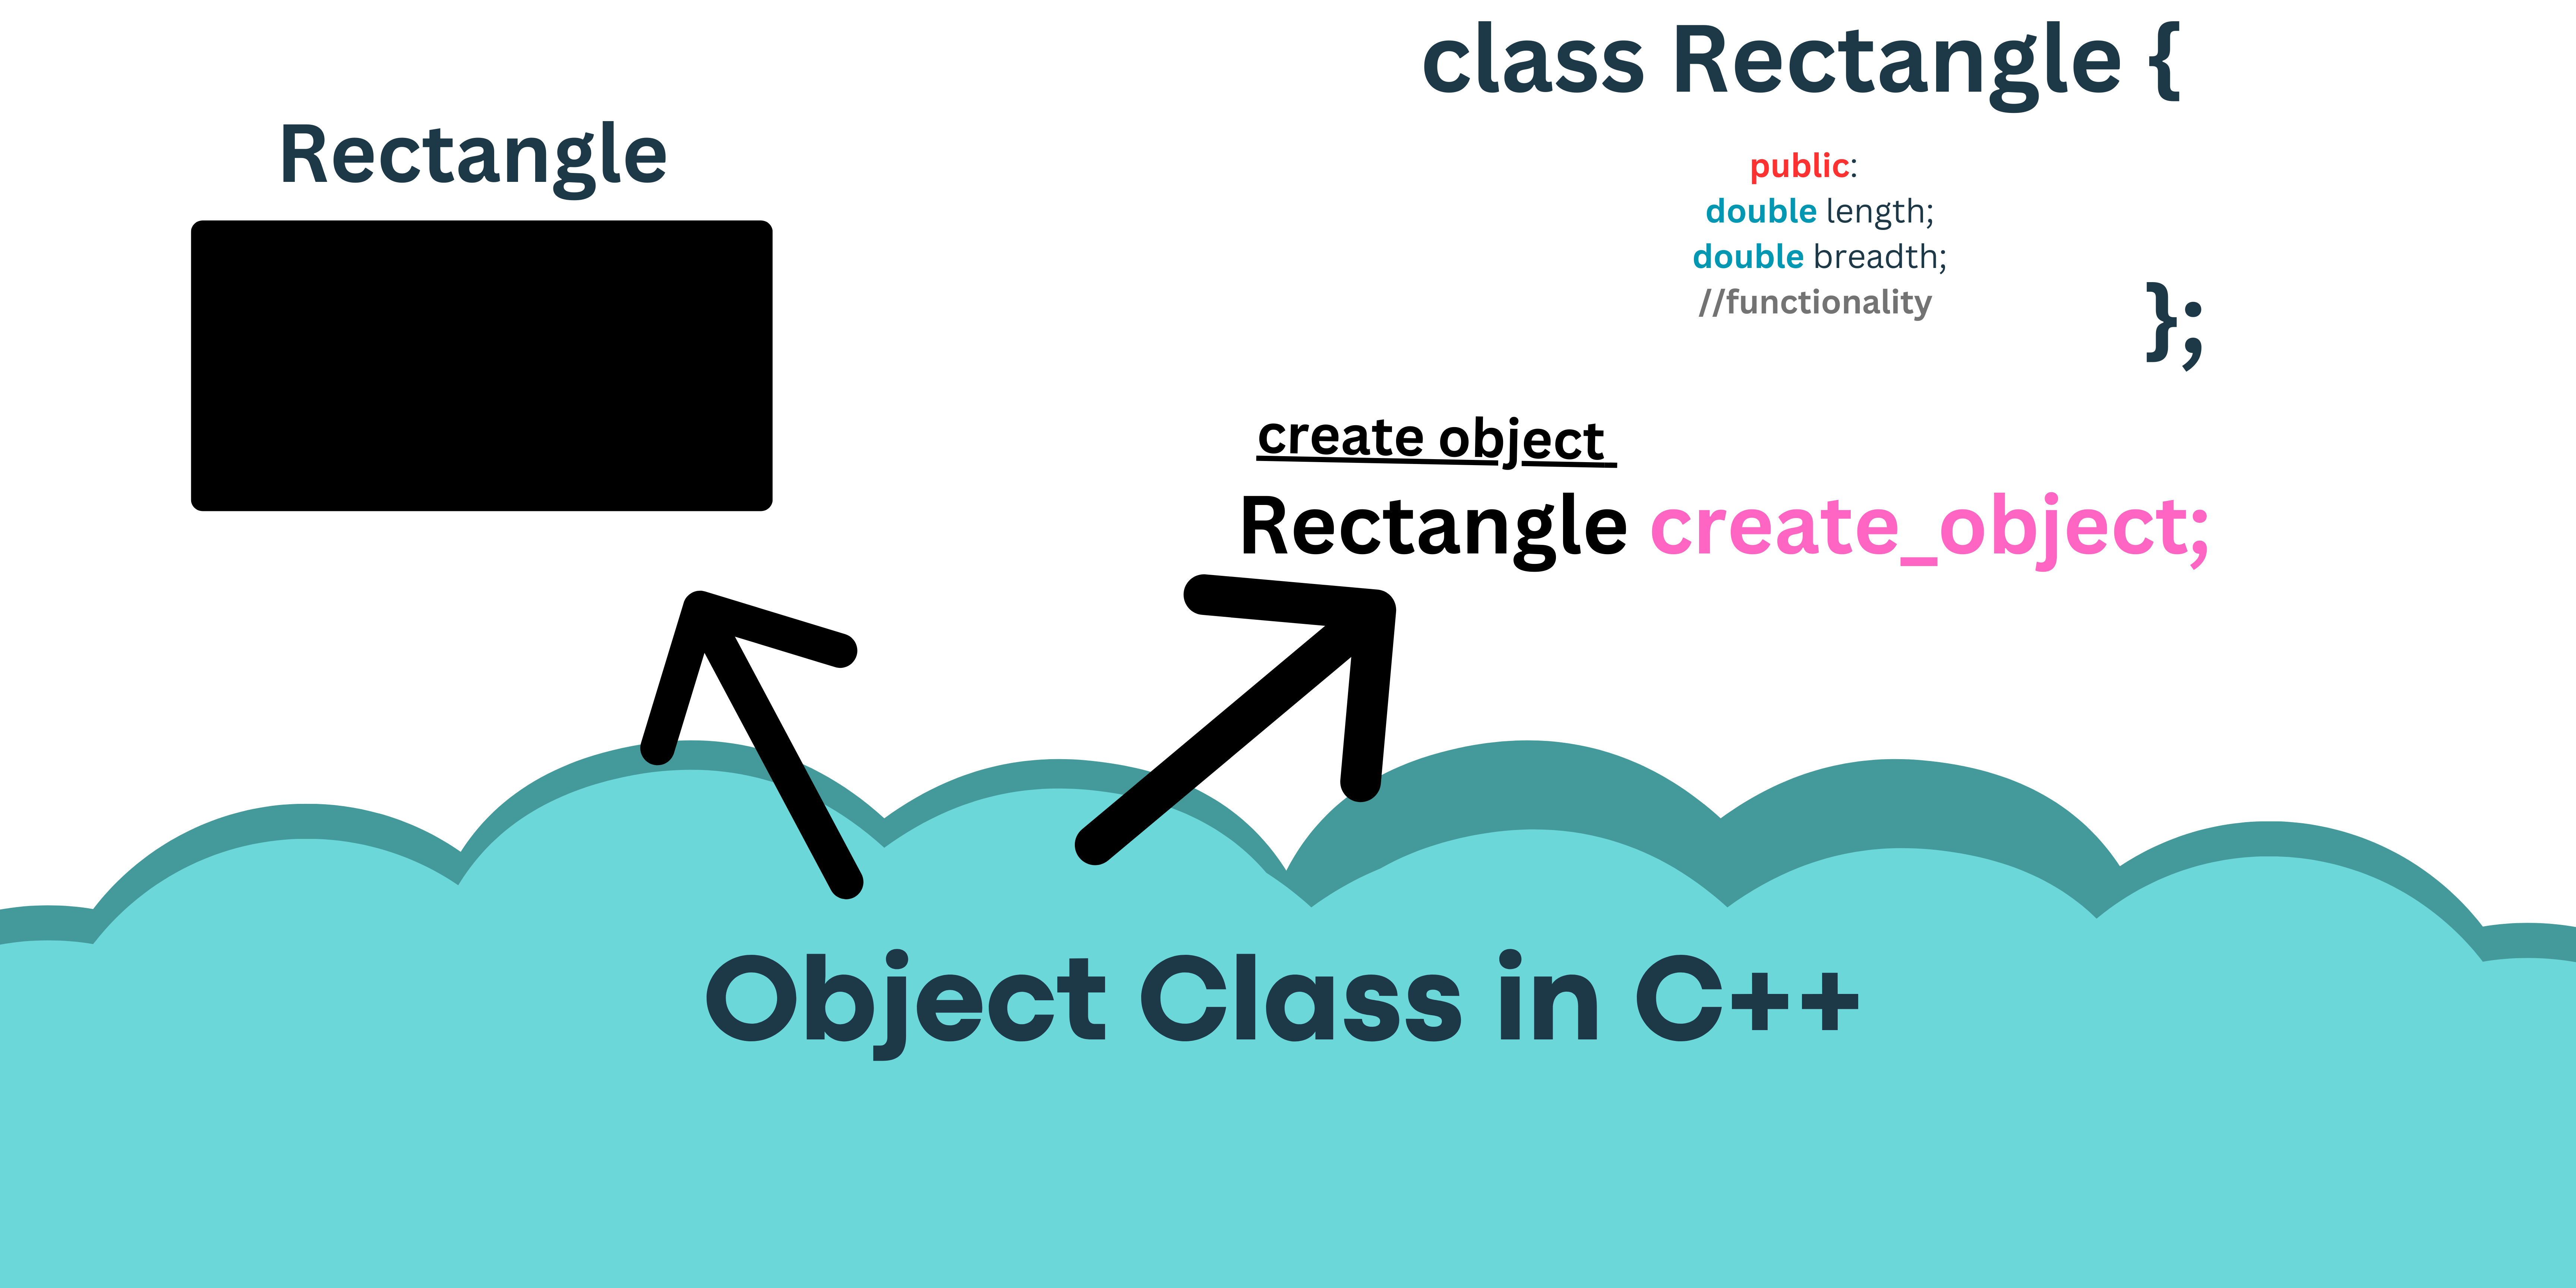 Rectangle
class Rectangle {
public:
double length;
double breadth;
//functionality
};
create object
Rectangle create_object;
Object Class in C++